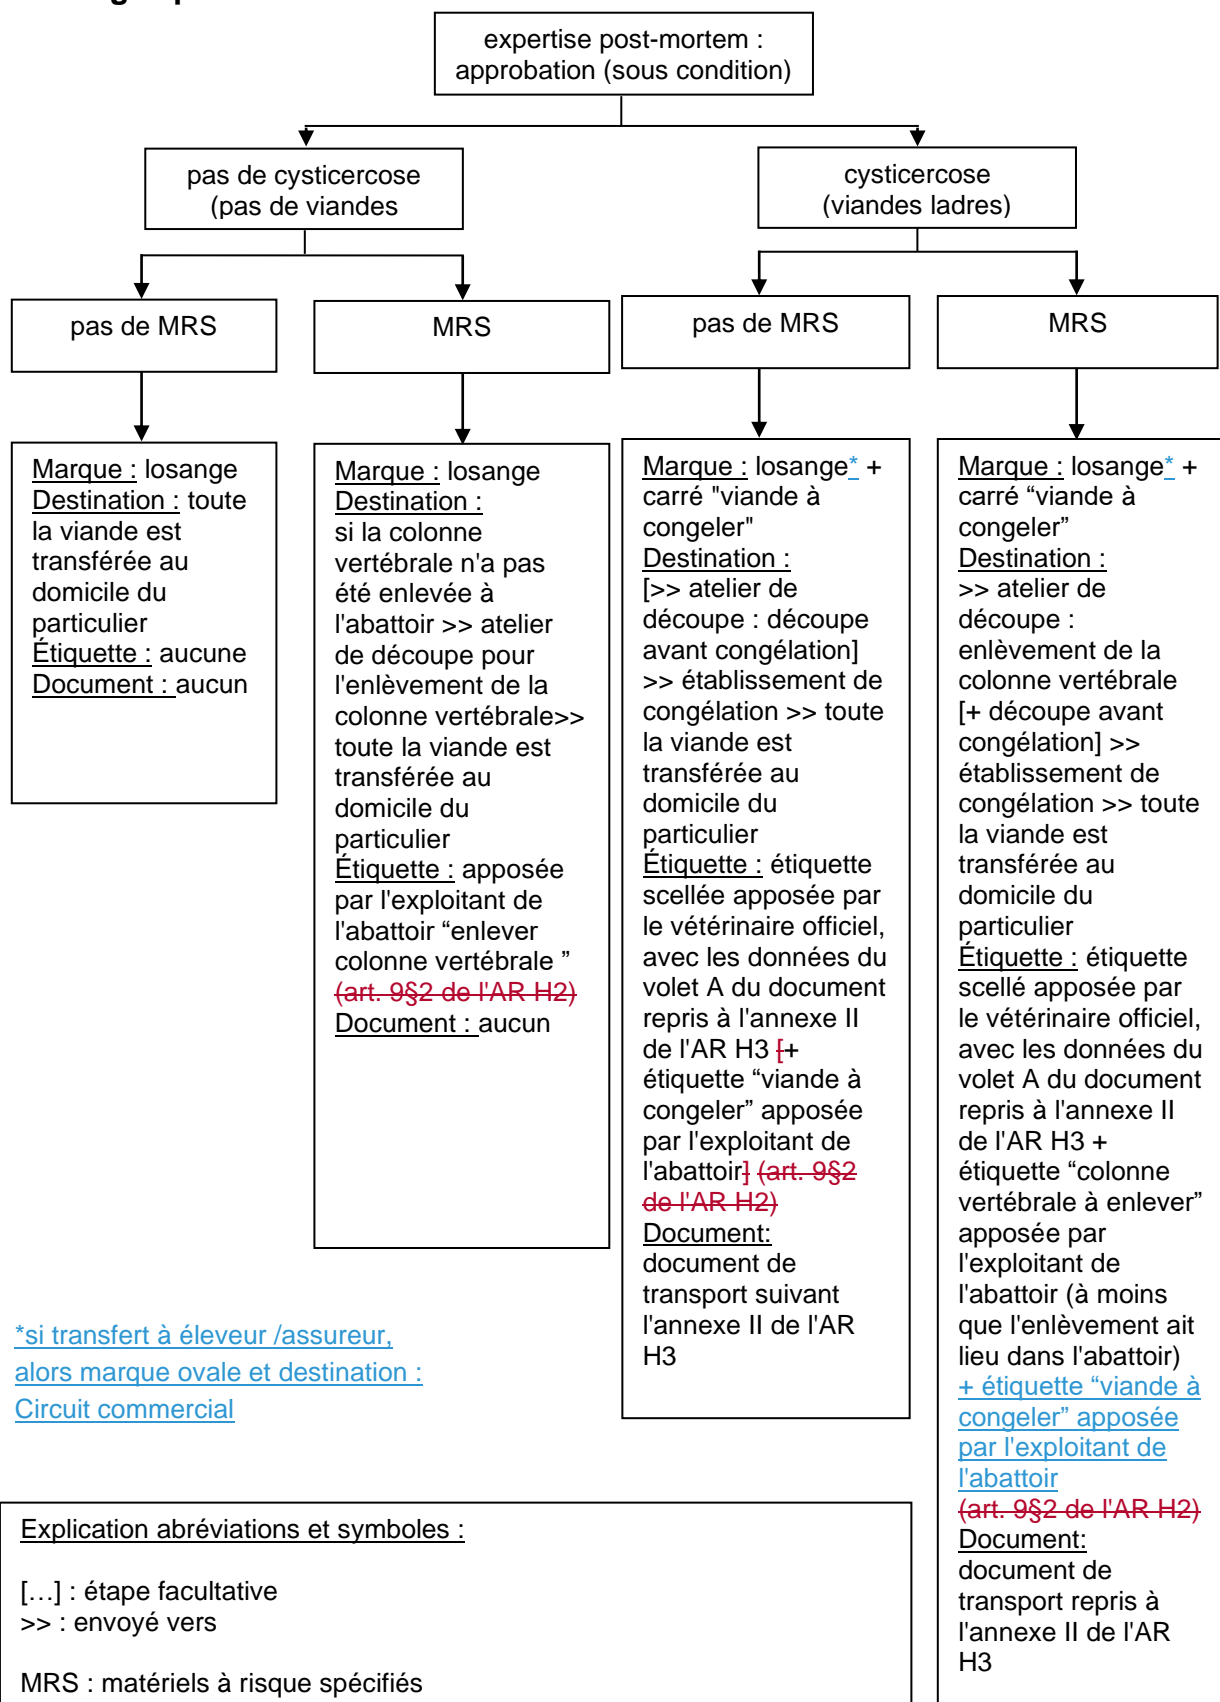 expertise post-mortem :
approbation (sous condition)
pas de cysticercose
(pas de viandes
cysticercose
(viandes ladres)
pas de MRS
MRS
pas de MRS
MRS
Marque : losange
Destination : toute
la viande est
transférée au
domicile du
particulier
Étiquette : aucune
Document : aucun
Marque : losange
Destination :
si la colonne
vertébrale n'a pas
été enlevée à
l'abattoir >> atelier
de découpe pour
l'enlèvement de la
colonne vertébrale>>
toute la viande est
transférée au
domicile du
particulier
Étiquette : apposée
par l'exploitant de
l'abattoir “enlever
colonne vertébrale ”
(art. 9§2 de l'AR H2)
Document : aucun
Marque : losange* +
carré "viande à
congeler"
Destination :
[>> atelier de
découpe : découpe
avant congélation]
>> établissement de
congélation >> toute
la viande est
transférée au
domicile du
particulier
Étiquette : étiquette
scellée apposée par
le vétérinaire officiel,
avec les données du
volet A du document
repris à l'annexe II
de l'AR H3 [+
étiquette “viande à
congeler” apposée
par l'exploitant de
l'abattoir] (art. 9§2
de l'AR H2)
Document:
document de
transport suivant
l'annexe II de l'AR
H3
Marque : losange* +
carré “viande à
congeler”
Destination :
>> atelier de
découpe :
enlèvement de la
colonne vertébrale
[+ découpe avant
congélation] >>
établissement de
congélation >> toute
la viande est
transférée au
domicile du
particulier
Étiquette : étiquette
scellé apposée par
le vétérinaire officiel,
avec les données du
volet A du document
repris à l'annexe II
de l'AR H3 +
étiquette “colonne
vertébrale à enlever”
apposée par
l'exploitant de
l'abattoir (à moins
que l'enlèvement ait
lieu dans l'abattoir)
+ étiquette “viande à
congeler” apposée
par l'exploitant de
l'abattoir
(art. 9§2 de l'AR H2)
Document:
document de
transport repris à
l'annexe II de l'AR
H3
*si transfert à éleveur /assureur,
alors marque ovale et destination :
Circuit commercial
Explication abréviations et symboles :
[…] : étape facultative
>> : envoyé vers
MRS : matériels à risque spécifiés